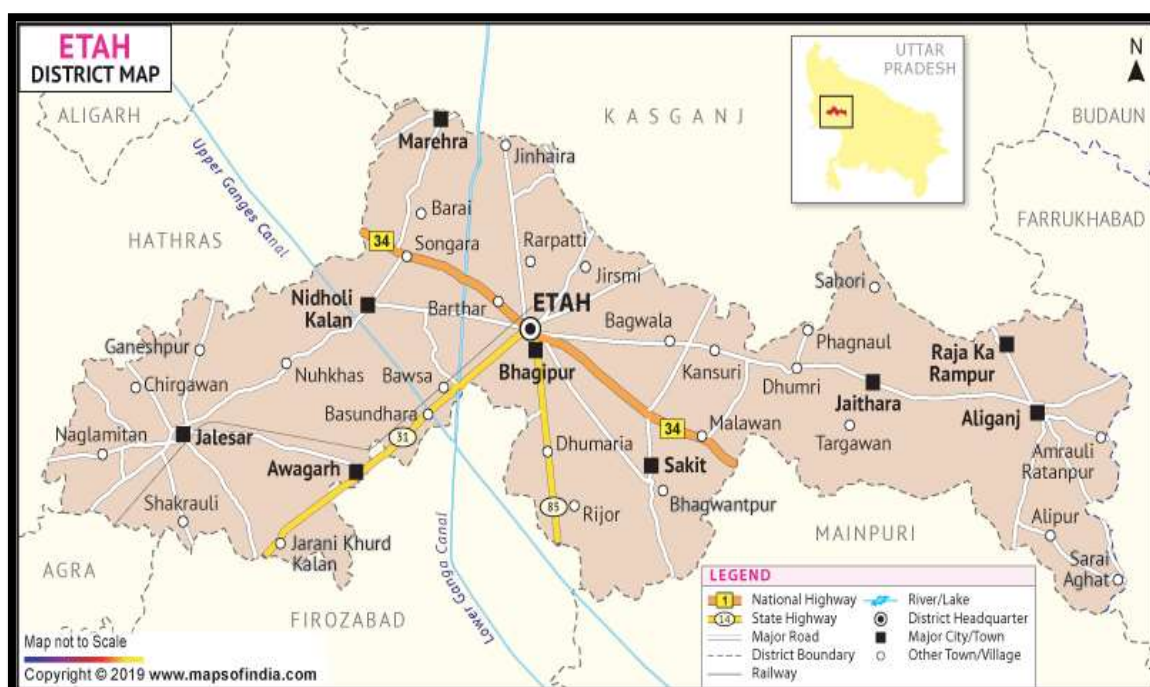 ETAH
DISTRICT MAP
UTTAR
PRADESH
N
ALIGARH
KASGANJ
BUDAUN
Marehra
Jinhaira
Upper Ganges Canal
Barai
FARRUKHABAD
HATHRAS
34
Songara
Rarpatti
Jirsmi
Sahori
Nidholi
Kalan
Barthar
ETAH
Bagwala
Phagnaul
Ganeshpur
Raja Ka
Rampur
Nuhkhas
Bawsa
Bhagipur
Kansuri
Dhumri
Chirgawan
Jaithara
Basundhara
Aliganj
Naglamitan
Jalesar
31
34
Malawan
Targawan
Dhumaria
Amrauli
Ratanpur
Awagarh
Sakit
Shakrauli
Bhagwantpur
85
Rijor
Alipur
MAINPURI
Jarani Khurd
Kalan
Sarai
Aghat
AGRA
Lower Ganga Canal
FIROZABAD
LEGEND
1 National Highway
River/Lake
14 State Highway
District Headquarter
Major Road
Major City/Town
District Boundary
Other Town/Village
Railway
Map not to Scale
Copyright © 2019 www.mapsofindia.com